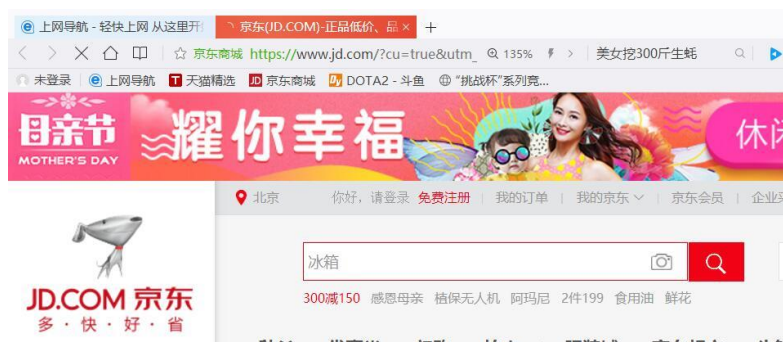 上网导航 - 轻快上网 从这里开
京东(JD.COM)-正品低价、品
京东商城 https://www.jd.com/?cu=true&utm_ 135% 美女挖300斤生蚝
未登录 上网导航 天猫精选 京东商城 DOTA2 - 斗鱼 “挑战杯”系列竞...
母亲节 耀你幸福 休闲
MOTHER'S DAY
北京 你好，请登录 免费注册 我的订单 我的京东 京东会员 企业采
冰箱
300减150 感恩母亲 植保无人机 阿玛尼 2件199 食用油 鲜花
JD.COM 京东
多·快·好·省